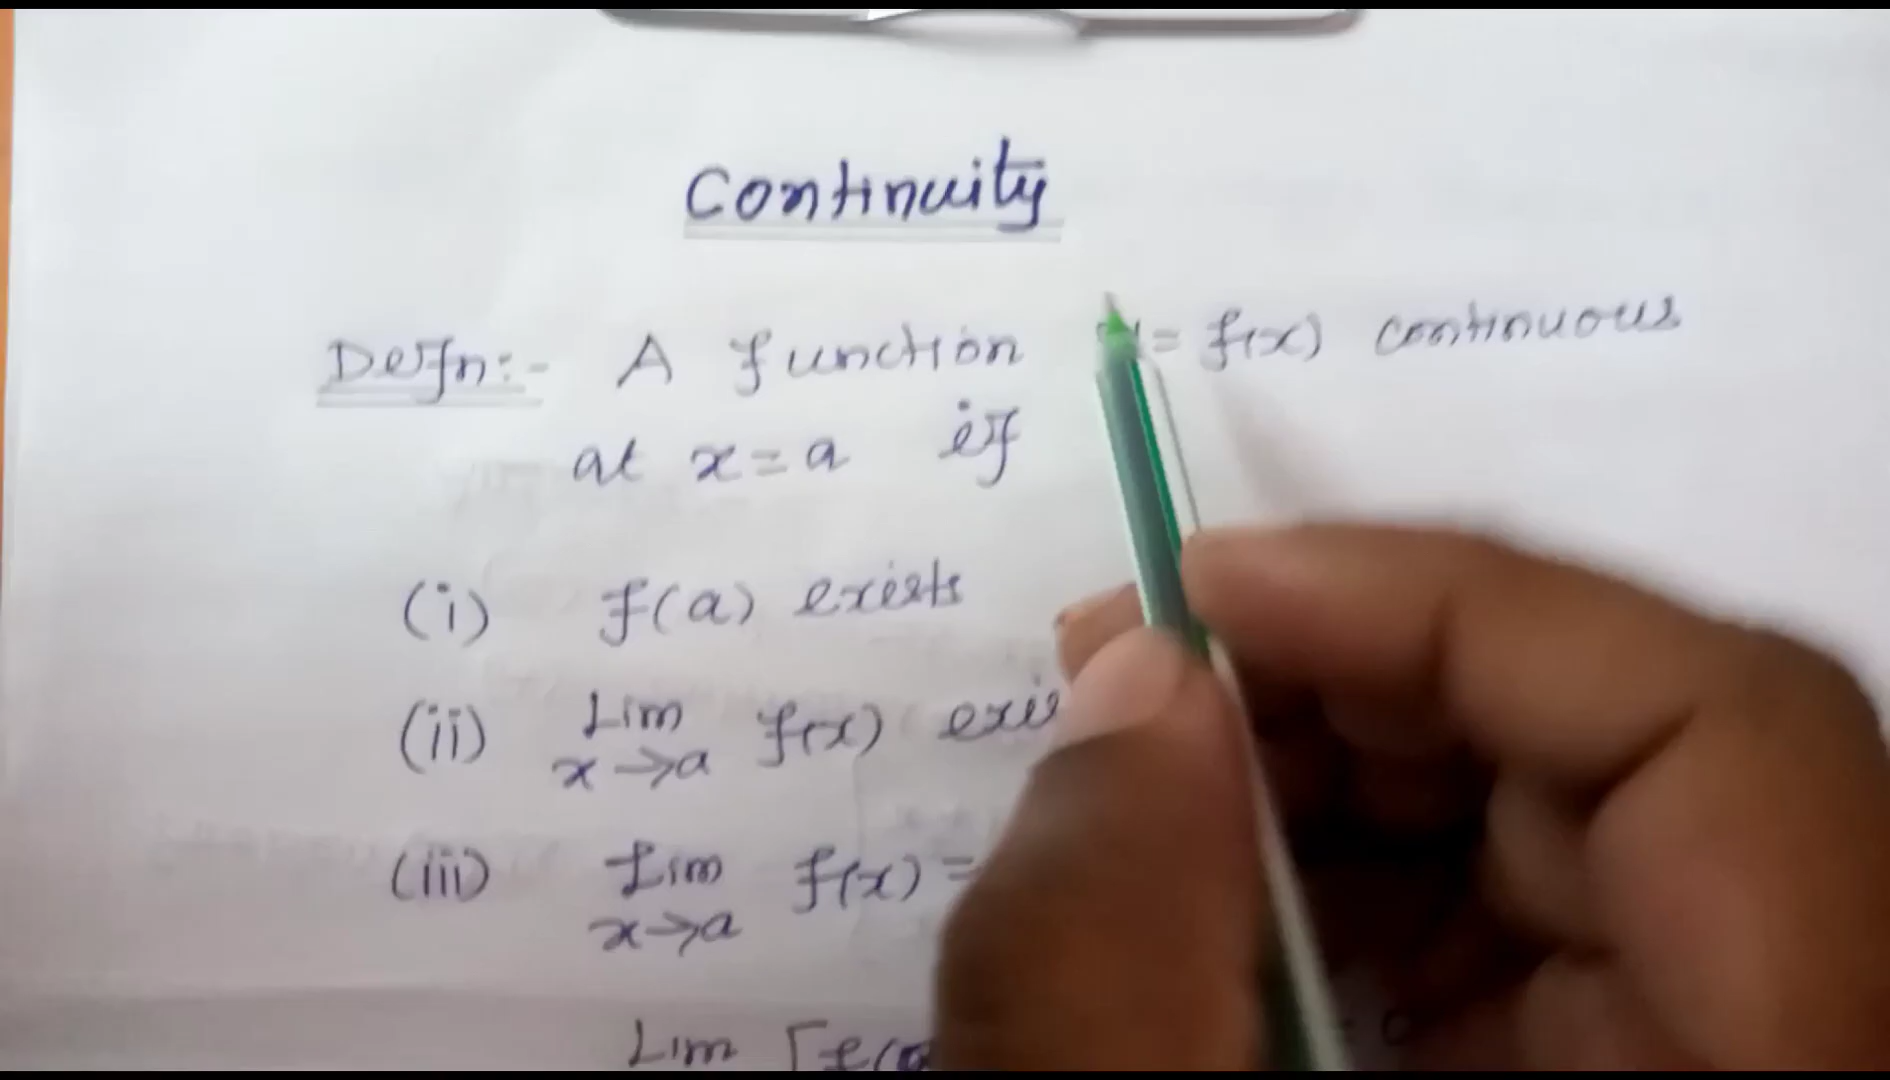 Continuity
Defn:- A function = f(x) continuous
at x=a if
(i) f(a) exists
(ii) Lim f(x)
x→a
(iii) Lim f(x) =
x→a
Lim